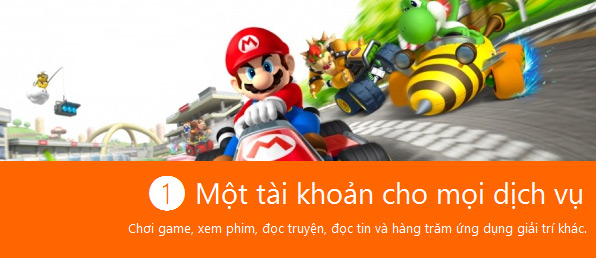 M
M
1 Một tài khoản cho mọi dịch vụ
Chơi game, xem phim, đọc truyện, đọc tin và hàng trăm ứng dụng giải trí khác.